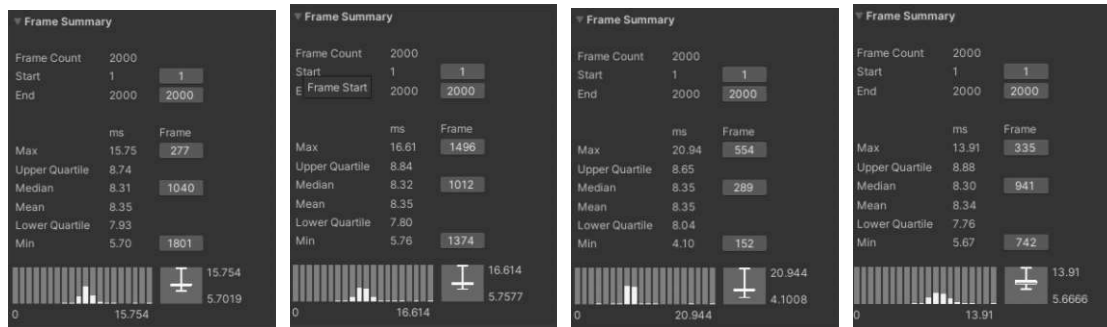 Frame Summary
Frame Count 2000
Start 1 1
End 2000 2000
ms Frame
Max 15.75 277
Upper Quartile 8.74
Median 8.31 1040
Mean 8.35
Lower Quartile 7.93
Min 5.70 1801
15.754
5.7019
0 15.754
Frame Summary
Frame Count 2000
Start 1 1
E Frame Start 2000 2000
ms Frame
Max 16.61 1496
Upper Quartile 8.84
Median 8.32 1012
Mean 8.35
Lower Quartile 7.80
Min 5.76 1374
16.614
5.7577
0 16.614
Frame Summary
Frame Count 2000
Start 1 1
End 2000 2000
ms Frame
Max 20.94 554
Upper Quartile 8.65
Median 8.35 289
Mean 8.35
Lower Quartile 8.04
Min 4.10 152
20.944
4.1008
0 20.944
Frame Summary
Frame Count 2000
Start 1 1
End 2000 2000
ms Frame
Max 13.91 335
Upper Quartile 8.88
Median 8.30 941
Mean 8.34
Lower Quartile 7.76
Min 5.67 742
13.91
5.6666
0 13.91